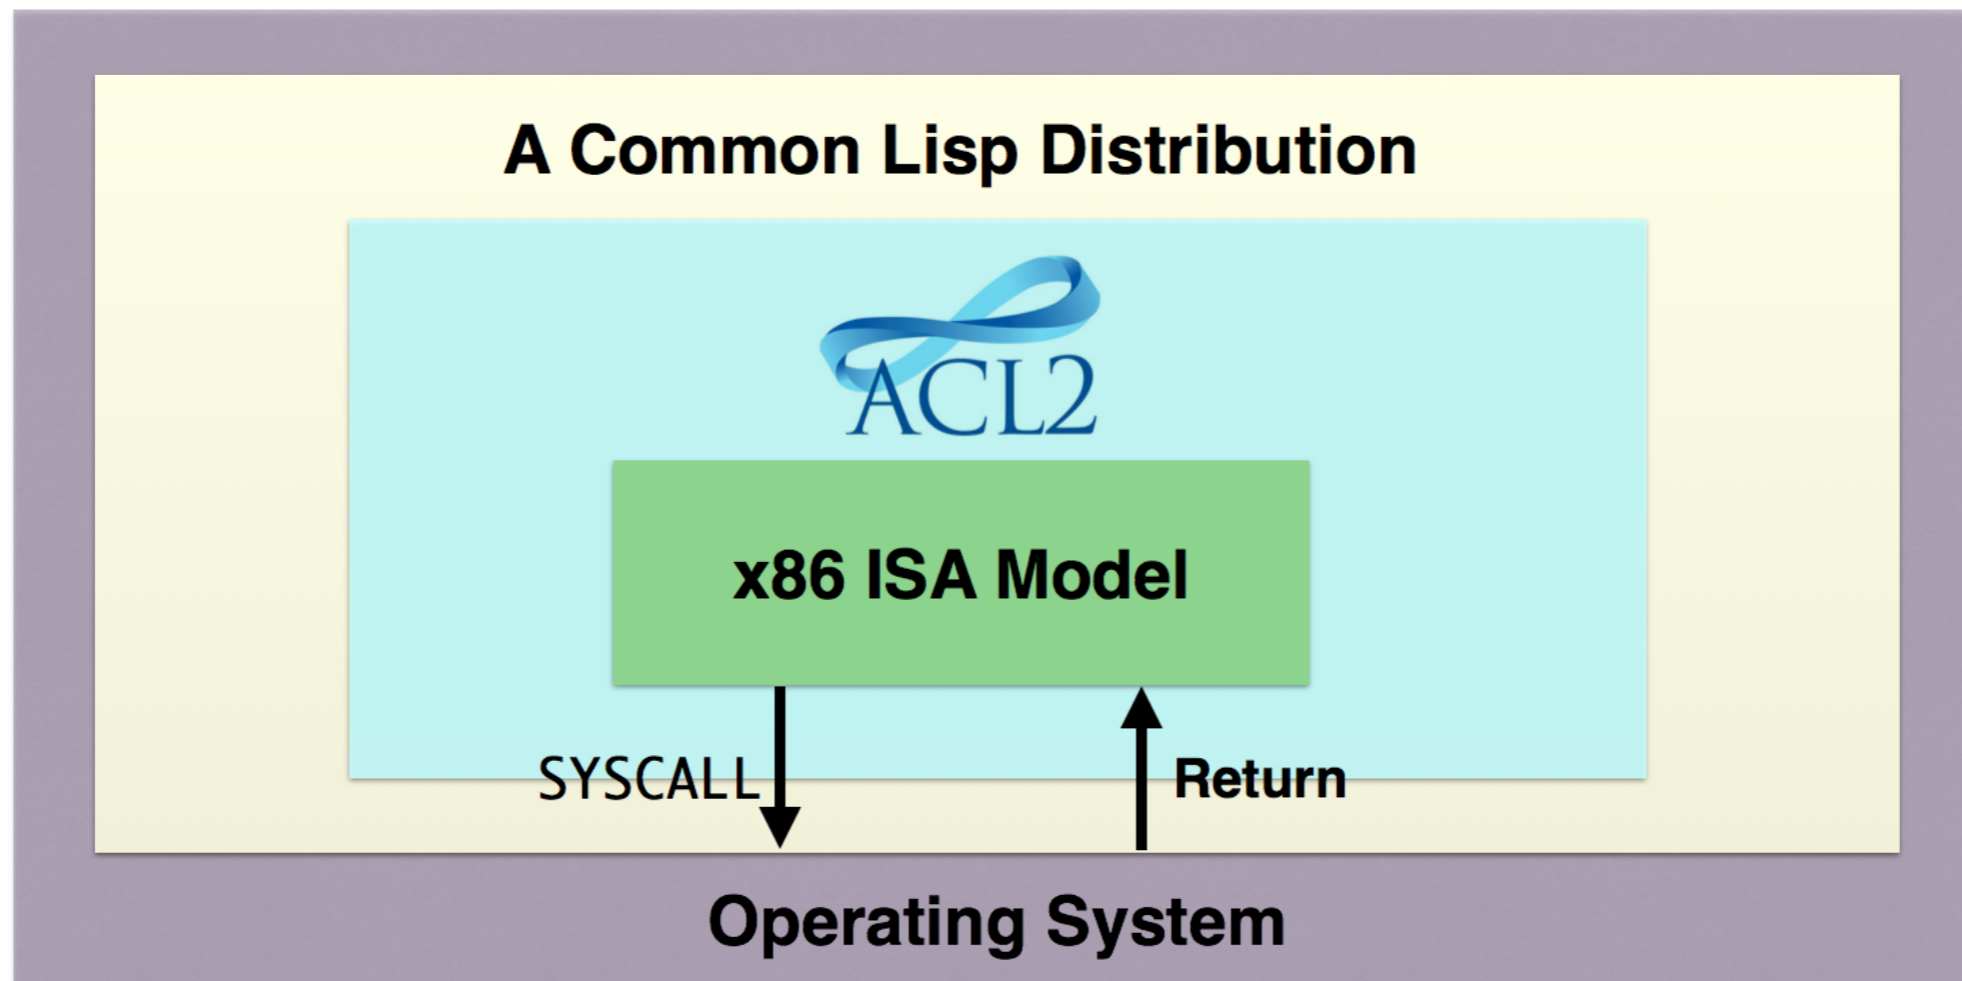 A Common Lisp Distribution
ACL2
x86 ISA Model
SYSCALL
Return
Operating System